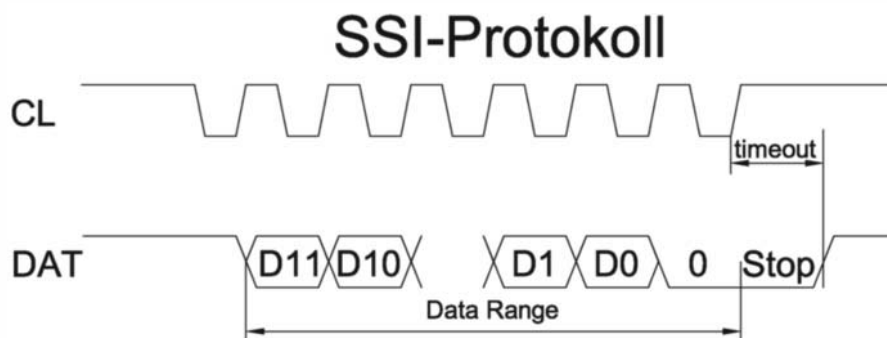 SSI-Protokoll
CL
timeout
DAT D11 D10 D1 D0 0 Stop
Data Range